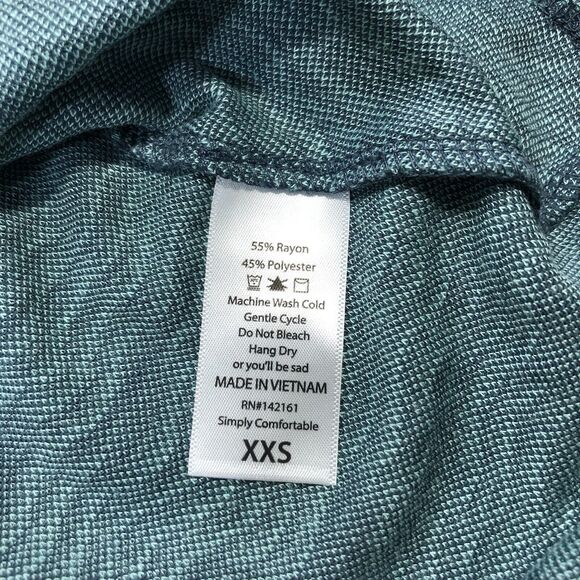 55% Rayon
45% Polyester
Machine Wash Cold
Gentle Cycle
Do Not Bleach
Hang Dry
or you'll be sad
MADE IN VIETNAM
RN#142161
Simply Comfortable
XXS